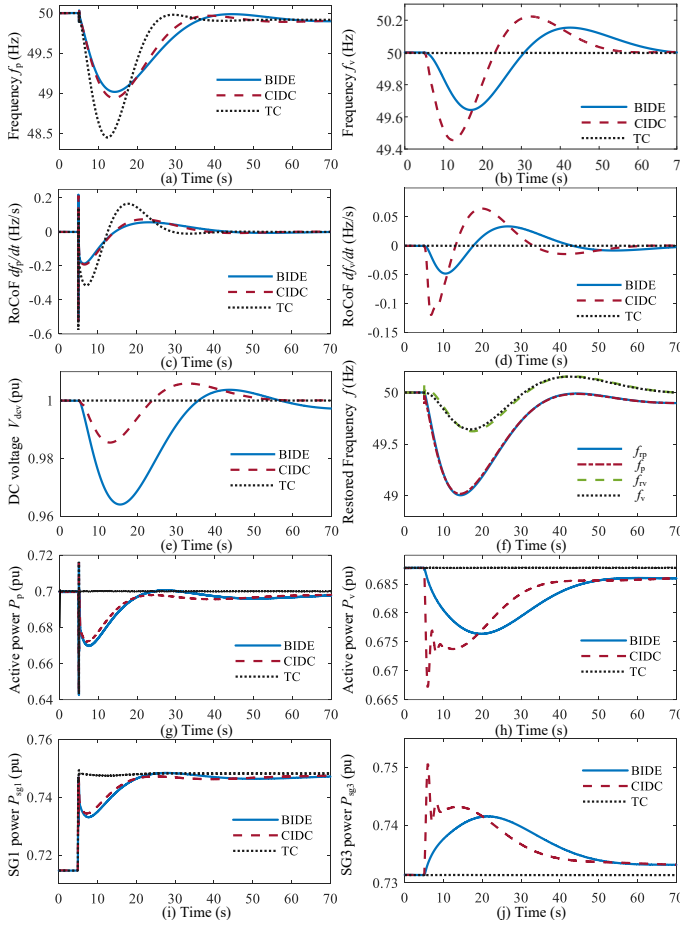 Frequency f_p (Hz)
50
49.5
49
48.5
BIDE
CIDC
TC
0 10 20 30 40 50 60 70
(a) Time (s)
Frequency f_v (Hz)
50.2
50
49.8
49.6
49.4
BIDE
CIDC
TC
0 10 20 30 40 50 60 70
(b) Time (s)
RoCoF df_p/dt (Hz/s)
0.2
0
-0.2
-0.4
-0.6
BIDE
CIDC
TC
0 10 20 30 40 50 60 70
(c) Time (s)
RoCoF df_v/dt (Hz/s)
0.05
0
-0.05
-0.1
-0.15
BIDE
CIDC
TC
0 10 20 30 40 50 60 70
(d) Time (s)
DC voltage V_dev (pu)
1
0.98
0.96
BIDE
CIDC
TC
0 10 20 30 40 50 60 70
(e) Time (s)
Restored Frequency f (Hz)
50
49.5
49
f_rp
f_p
f_rv
f_v
0 10 20 30 40 50 60 70
(f) Time (s)
Active power P_p (pu)
0.72
0.7
0.68
0.66
0.64
BIDE
CIDC
TC
0 10 20 30 40 50 60 70
(g) Time (s)
Active power P_v (pu)
0.685
0.68
0.675
0.67
0.665
BIDE
CIDC
TC
0 10 20 30 40 50 60 70
(h) Time (s)
SG1 power P_sg1 (pu)
0.76
0.74
0.72
BIDE
CIDC
TC
0 10 20 30 40 50 60 70
(i) Time (s)
SG3 power P_sg3 (pu)
0.75
0.74
0.73
BIDE
CIDC
TC
0 10 20 30 40 50 60 70
(j) Time (s)